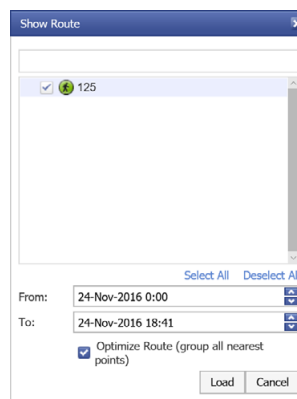 Show Route
125
Select All Deselect Al
From: 24-Nov-2016 0:00
To: 24-Nov-2016 18:41
Optimize Route (group all nearest
points)
Load Cancel